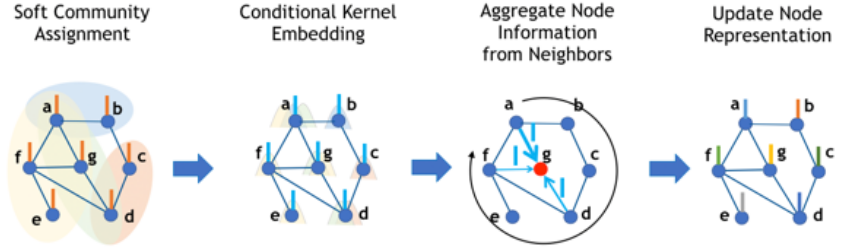 Soft Community
Assignment
Conditional Kernel
Embedding
Aggregate Node
Information
from Neighbors
Update Node
Representation
a
b
f
g
c
e
d
a
b
f
g
c
e
d
a
b
f
g
c
e
d
a
b
f
g
c
e
d